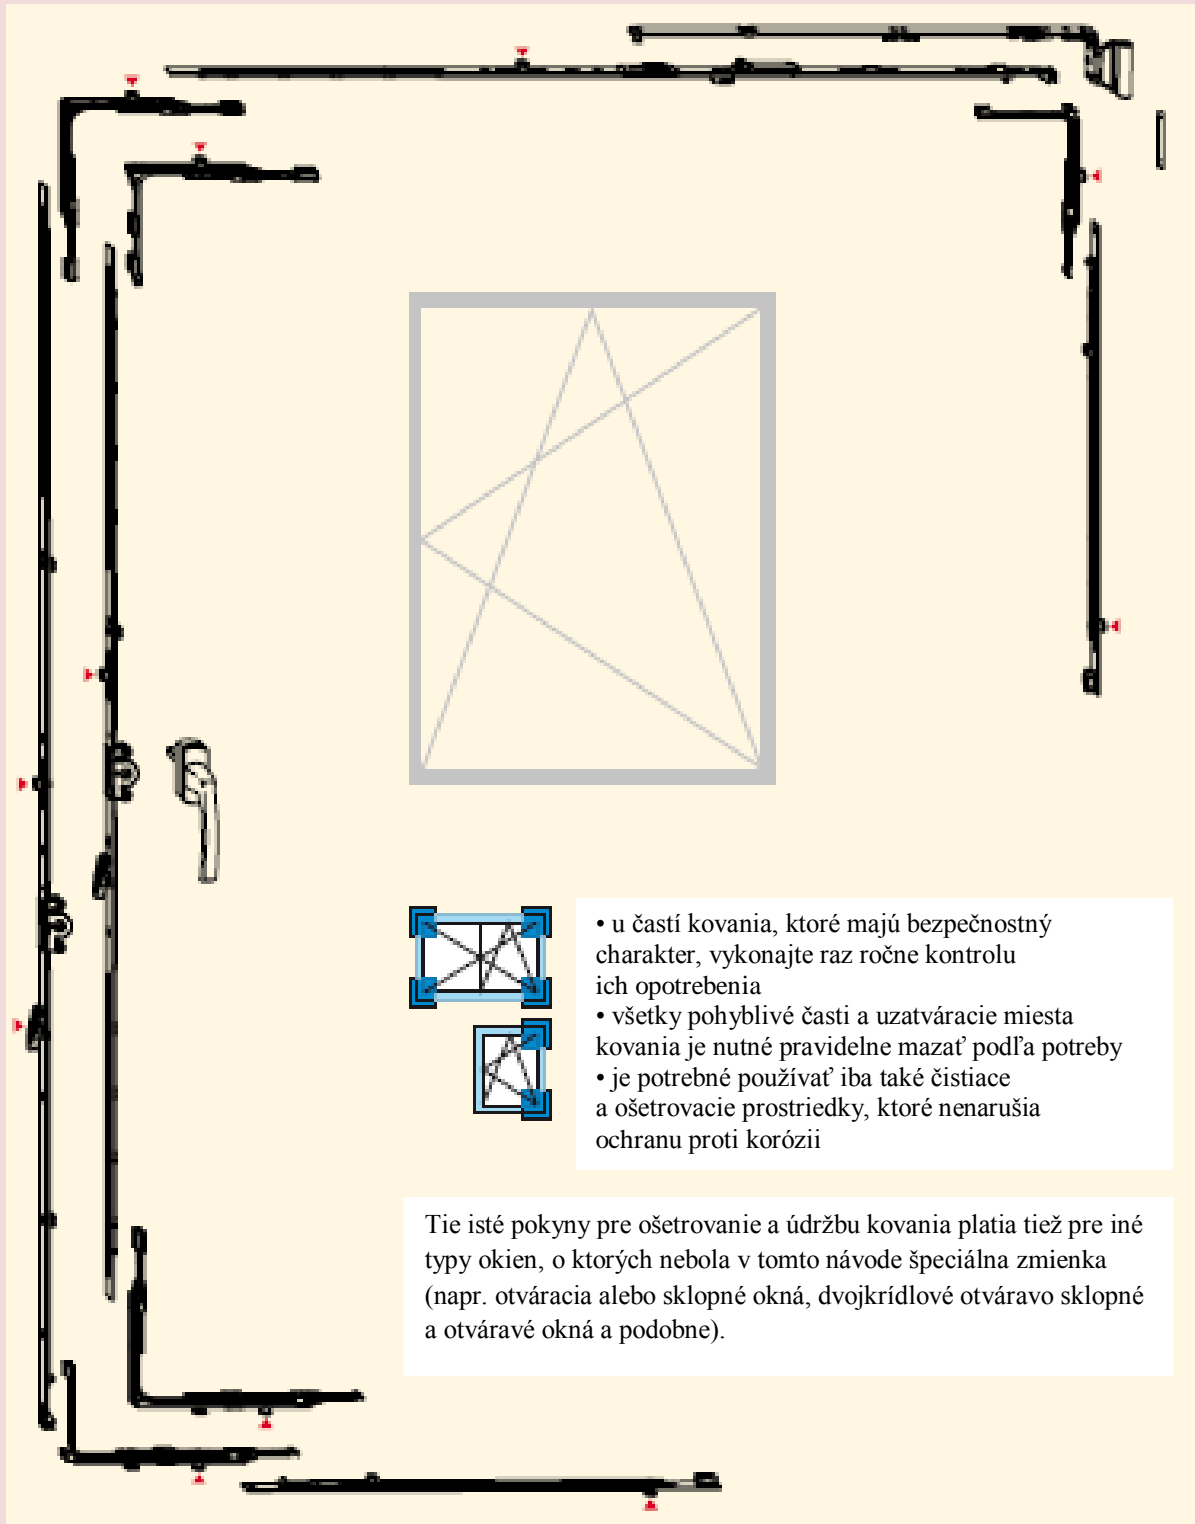 • u častí kovania, ktoré majú bezpečnostný
charakter, vykonajte raz ročne kontrolu
ich opotrebenia
• všetky pohyblivé časti a uzatváracie miesta
kovania je nutné pravidelne mazať podľa potreby
• je potrebné používať iba také čistiace
a ošetrovacie prostriedky, ktoré nenarušia
ochranu proti korózii
Tie isté pokyny pre ošetrovanie a údržbu kovania platia tiež pre iné
typy okien, o ktorých nebola v tomto návode špeciálna zmienka
(napr. otváracia alebo sklopné okná, dvojkrídlové otváravo sklopné
a otváravé okná a podobne).